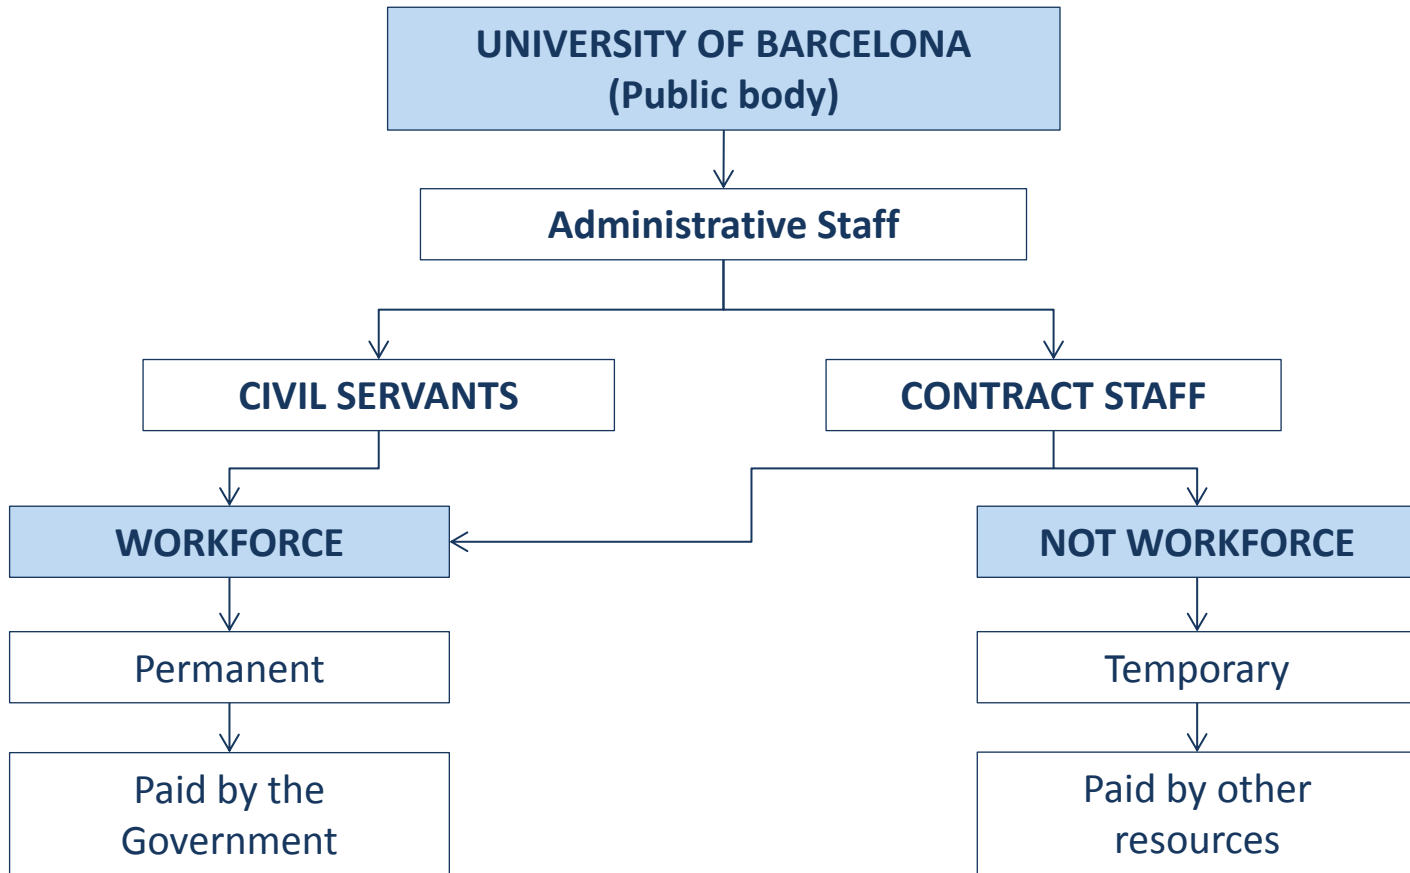 UNIVERSITY OF BARCELONA
(Public body)
Administrative Staff
CIVIL SERVANTS
CONTRACT STAFF
WORKFORCE
NOT WORKFORCE
Permanent
Temporary
Paid by the
Government
Paid by other
resources